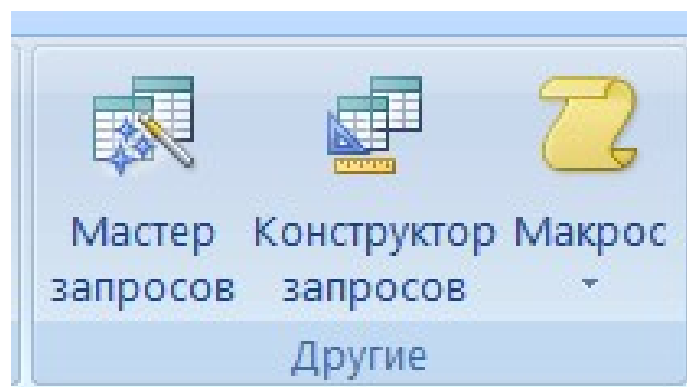 Мастер запросов
Конструктор запросов
Макрос
Другие